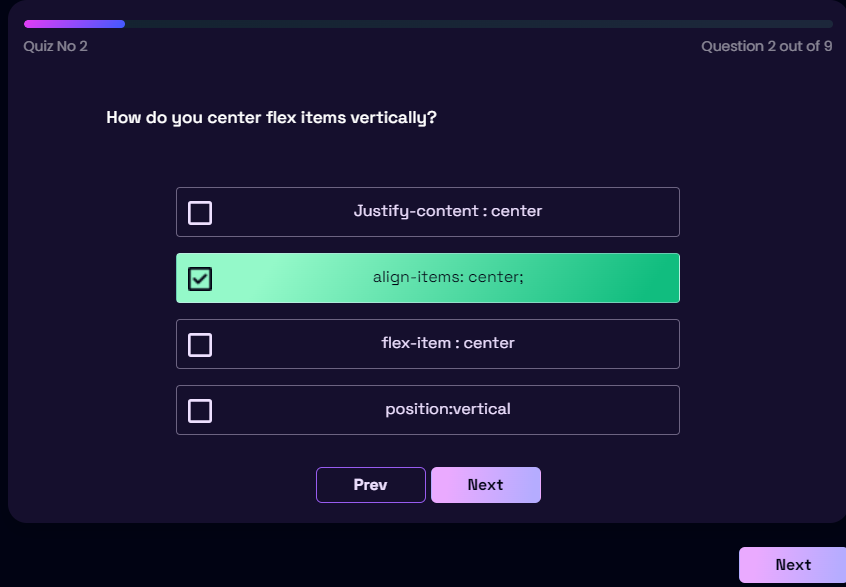 Quiz No 2
Question 2 out of 9
How do you center flex items vertically?
Justify-content : center
align-items: center;
flex-item : center
position:vertical
Prev
Next
Next